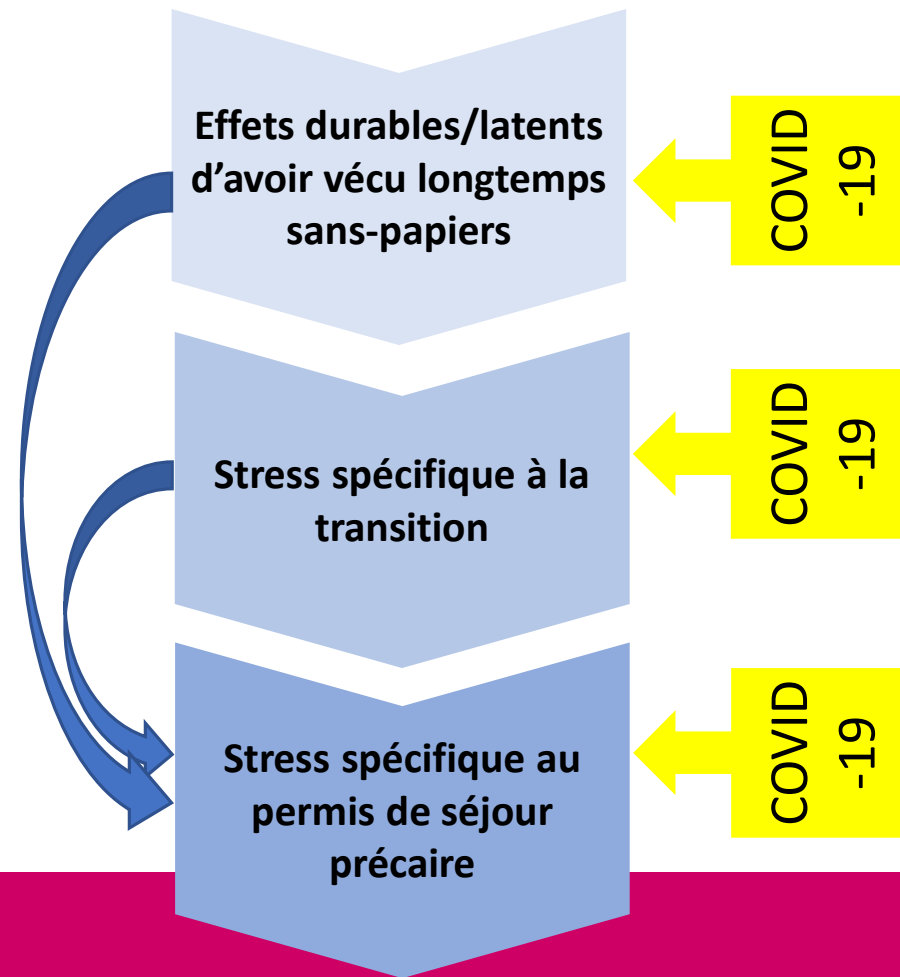 Effets durables/latents
d’avoir vécu longtemps
sans-papiers
COVID
-19
Stress spécifique à la
transition
COVID
-19
Stress spécifique au
permis de séjour
précaire
COVID
-19